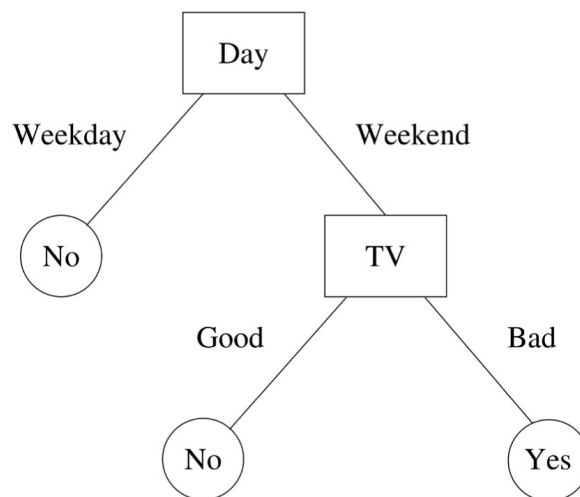 Day
Weekday
Weekend
No
TV
Good
Bad
No
Yes